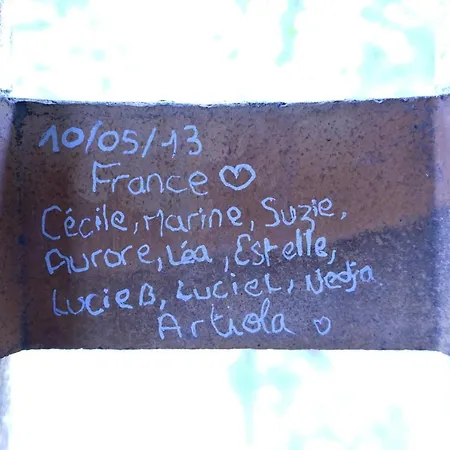 10/05/13
France ♡
Cécile, Marine, Suzie,
Aurore, Léa, Estelle,
Lucie B, Lucie L, Nedja
Artiola ♡